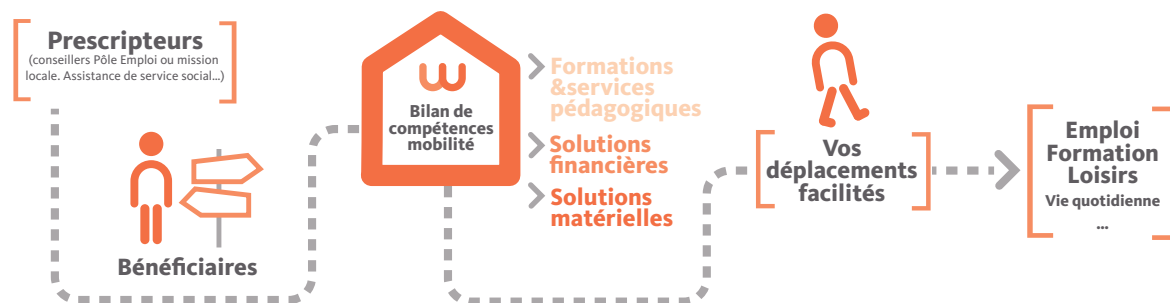 Prescripteurs
(conseillers Pôle Emploi ou mission
locale. Assistance de service social...)
Bénéficiaires
Bilan de
compétences
mobilité
Formations
&services
pédagogiques
Solutions
financières
Solutions
matérielles
Vos
déplacements
facilités
Emploi
Formation
Loisirs
Vie quotidienne
...